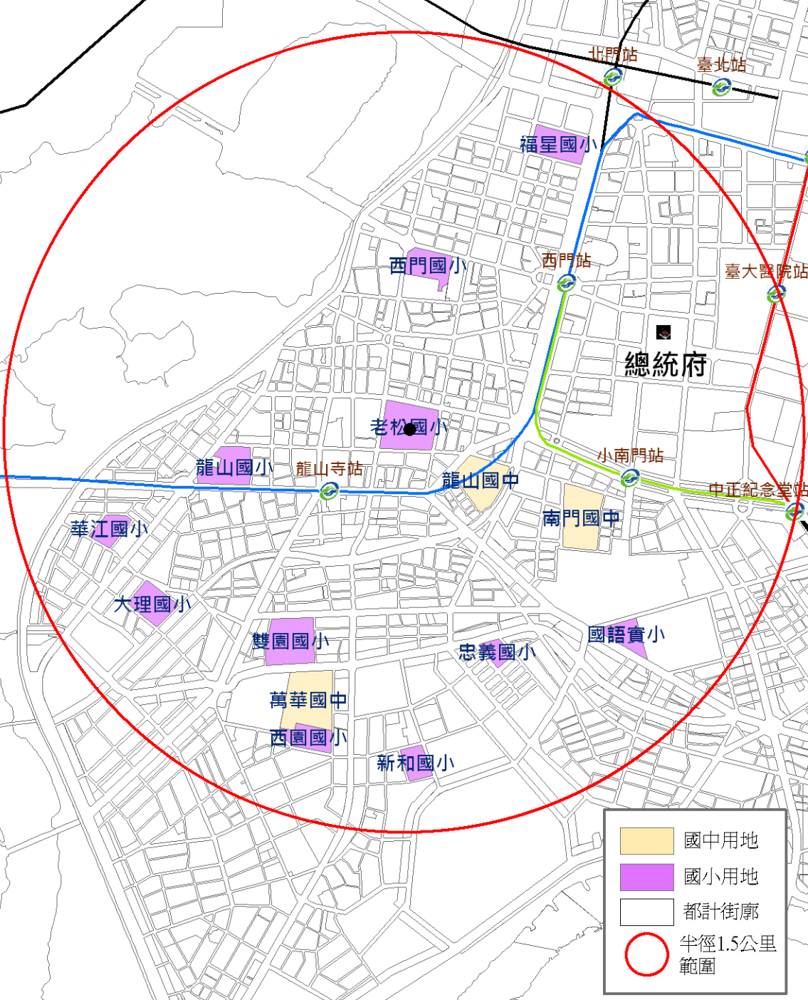 北門站
臺北站
福星國小
西門國小
西門站
臺大醫院站
總統府
老松國小
龍山國小
龍山寺站
龍山國中
小南門站
中正紀念堂站
南門國中
華江國小
大理國小
雙園國小
忠義國小
國語實小
萬華國中
西園國小
新和國小
國中用地
國小用地
都計街廓
半徑1.5公里
範圍